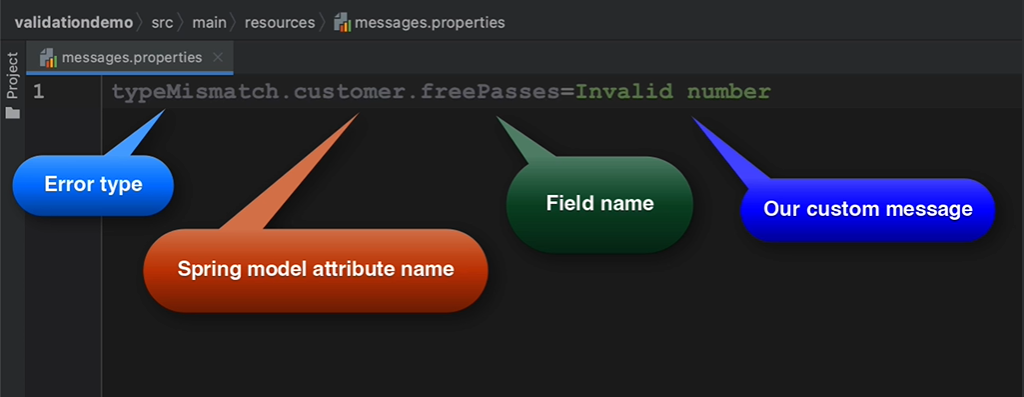 validationdemo src main resources messages.properties
messages.properties
Project
1 typeMismatch.customer.freePasses=Invalid number
Error type
Spring model attribute name
Field name
Our custom message